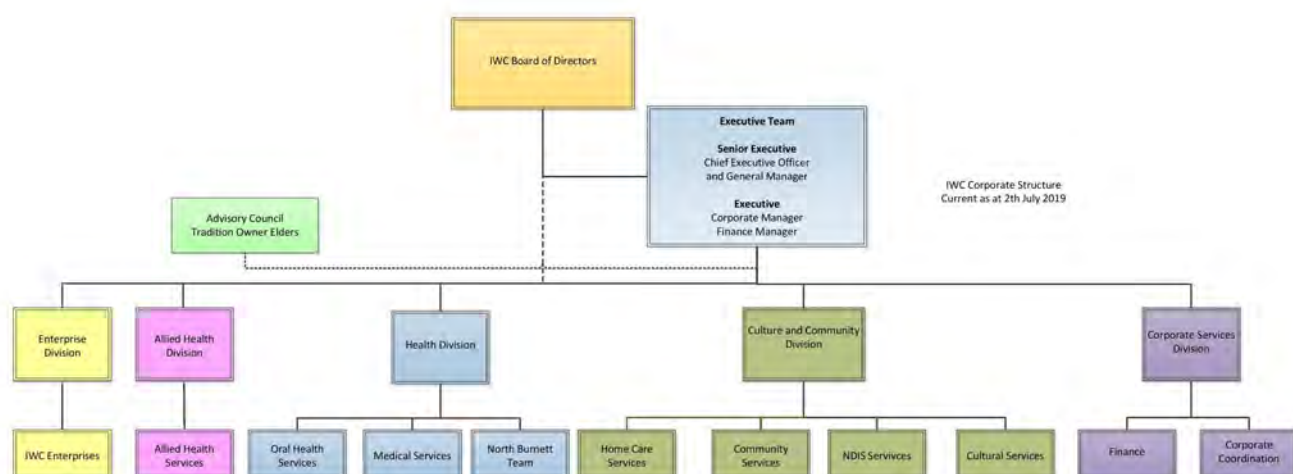 IWC Board of Directors
Executive Team
Senior Executive
Chief Executive Officer
and General Manager
Executive
Corporate Manager
Finance Manager
IWC Corporate Structure
Current as at 2th July 2019
Advisory Council
Tradition Owner Elders
Enterprise
Division
Allied Health
Division
Health Division
Culture and Community
Division
Corporate Services
Division
IWC Enterprises
Allied Health
Services
Oral Health
Services
Medical Services
North Burnett
Team
Home Care
Services
Community
Services
NDIS Servivces
Cultural Services
Finance
Corporate
Coordination